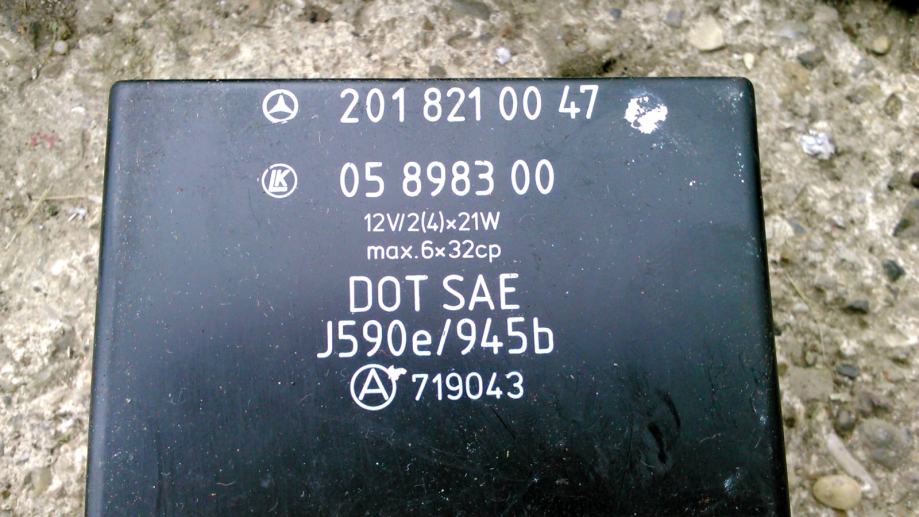 201 821 00 47
LK 05 8983 00
12V/2(4)×21W
max.6×32cp
DOT SAE
J590e/945b
A 719043